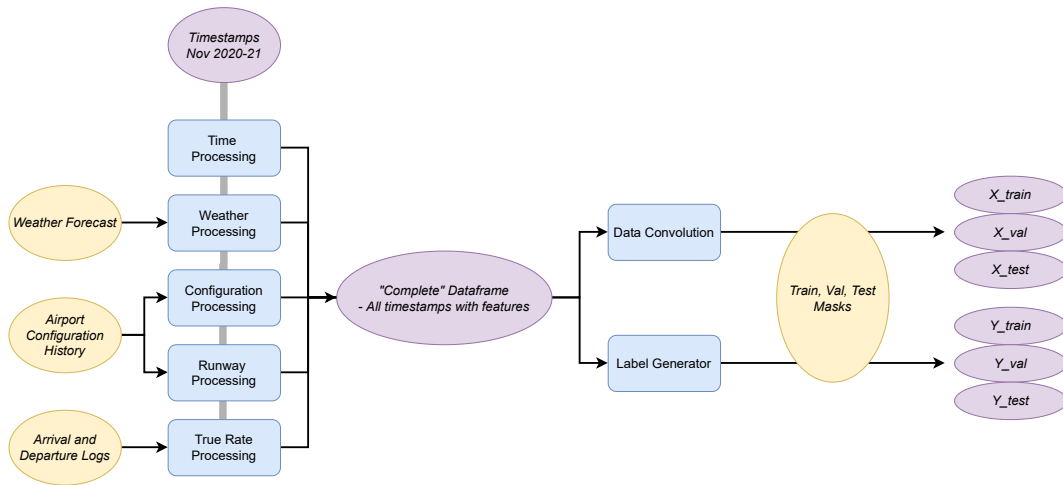 Timestamps
Nov 2020-21
Time
Processing
Weather Forecast
Weather
Processing
Airport
Configuration
History
Configuration
Processing
Runway
Processing
Arrival and
Departure Logs
True Rate
Processing
"Complete" Dataframe
- All timestamps with features
Data Convolution
Label Generator
Train, Val, Test
Masks
X_train
X_val
X_test
Y_train
Y_val
Y_test